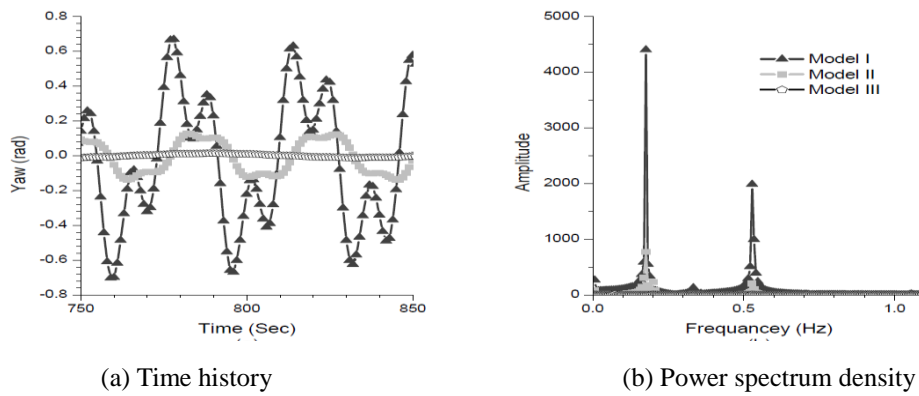 0.8
0.6
0.4
0.2
0.0
-0.2
-0.4
-0.6
-0.8
Yaw (rad)
750
800
850
Time (Sec)
5000
4000
3000
2000
1000
0
Amplitude
Model I
Model II
Model III
0.0
0.5
1.0
Frequancey (Hz)
(a) Time history
(b) Power spectrum density